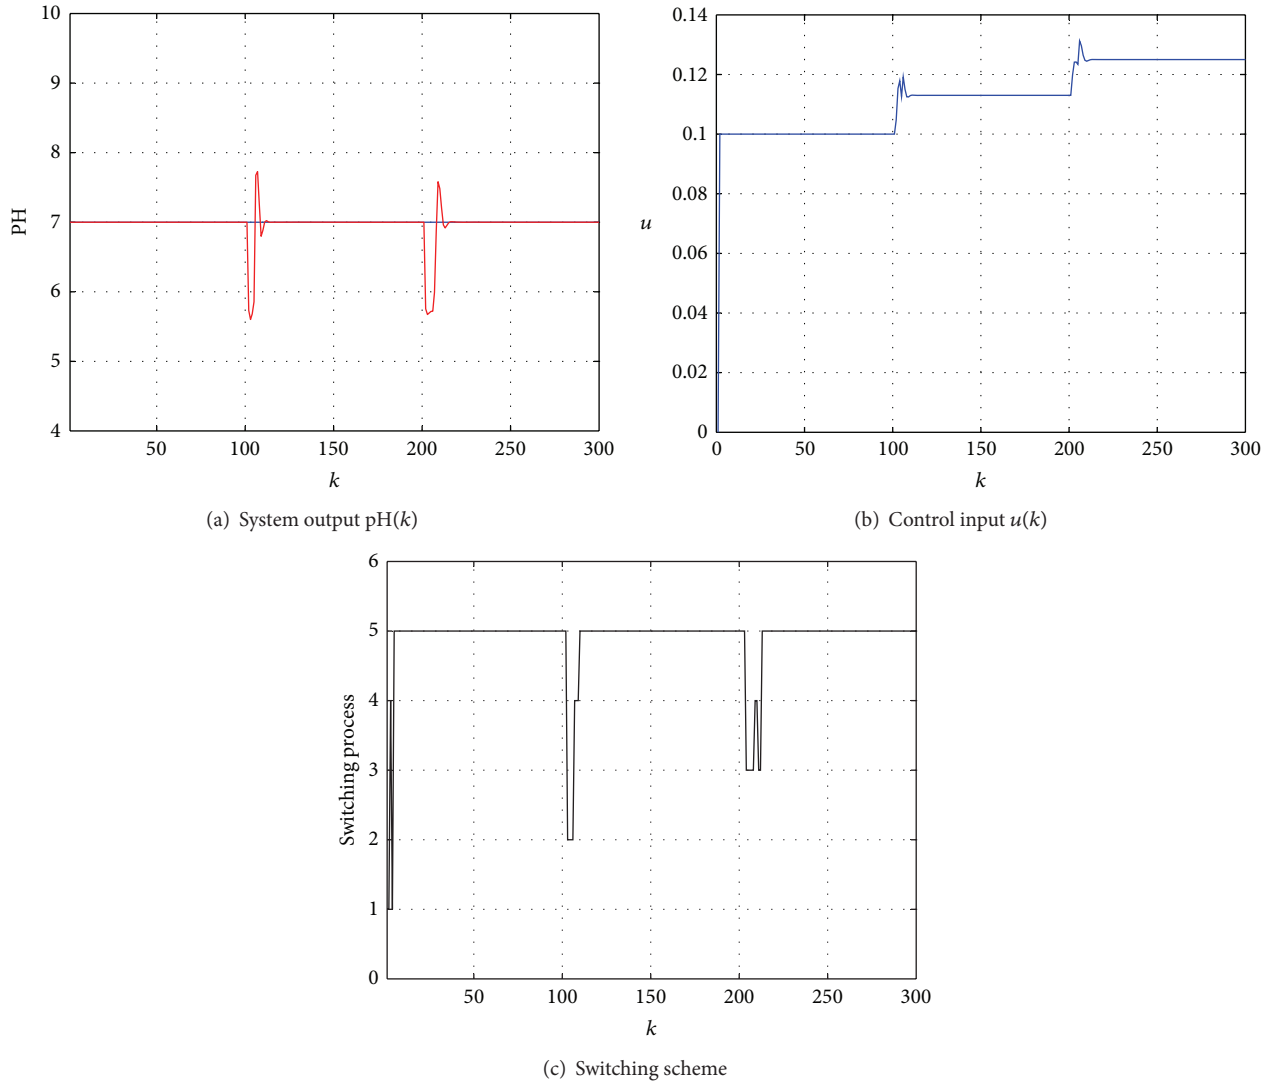 10
9
8
7
6
5
4
PH
50 100 150 200 250 300
k
(a) System output pH(k)
0.14
0.12
0.1
0.08
0.06
0.04
0.02
0
u
0 50 100 150 200 250 300
k
(b) Control input u(k)
6
5
4
3
2
1
0
Switching process
50 100 150 200 250 300
k
(c) Switching scheme